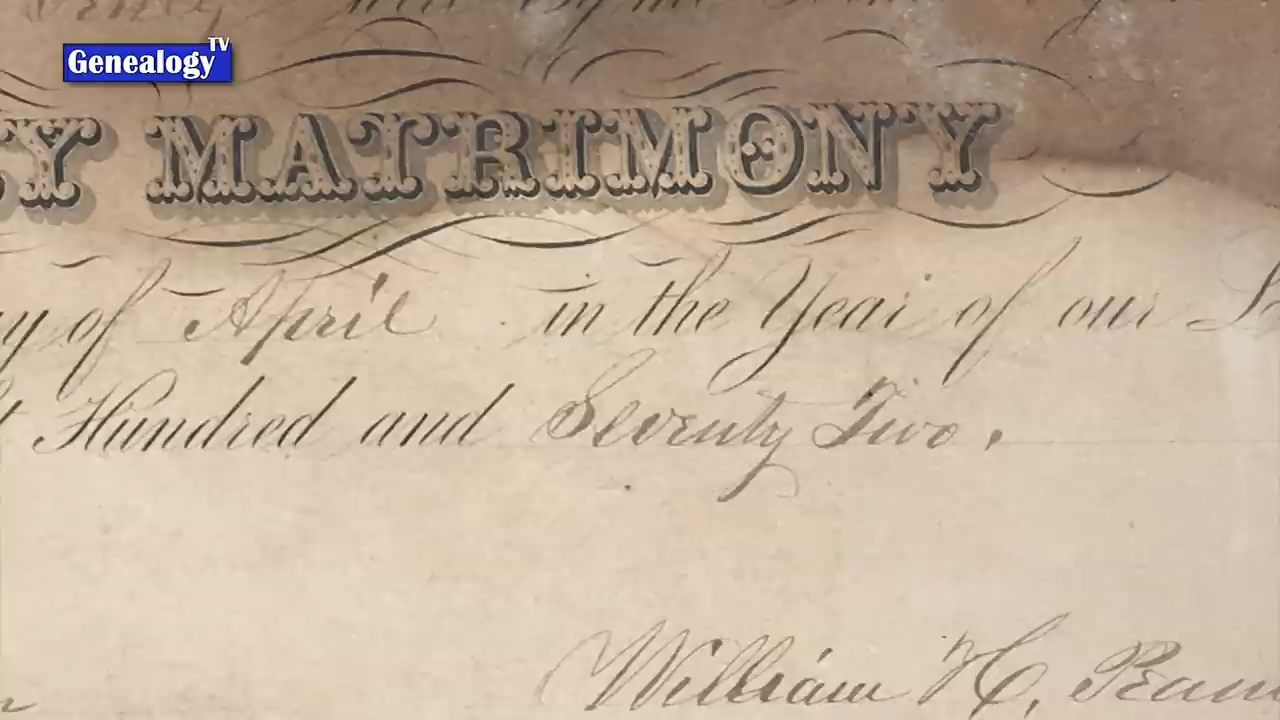 Genealogy TV
Y MATRIMONY
y of April in the Year of our
Hundred and Seventy Two.
William H.